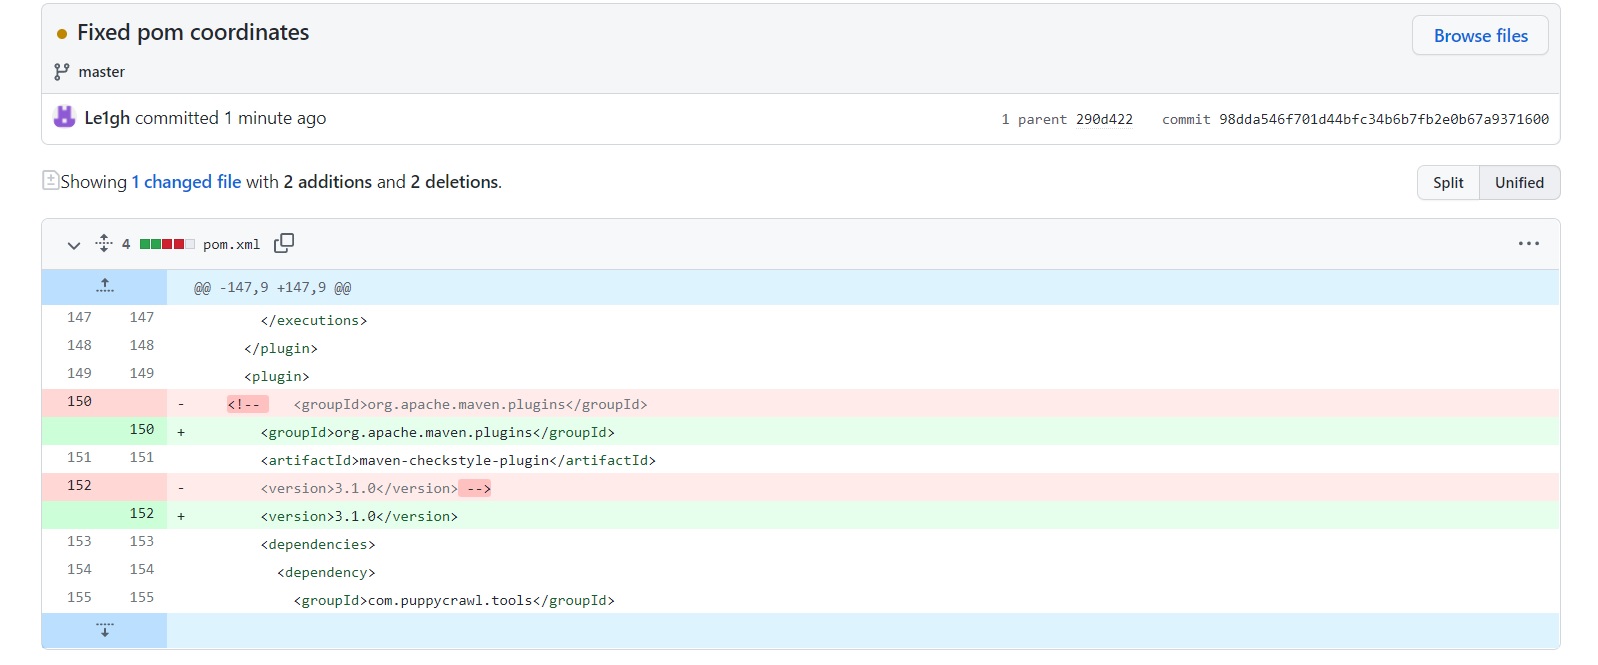 Fixed pom coordinates
Browse files
master
Le1gh committed 1 minute ago
1 parent 290d422 commit 98dda546f701d44bfc34b6b7fb2e0b67a9371600
Showing 1 changed file with 2 additions and 2 deletions.
Split Unified
4 pom.xml
@@ -147,9 +147,9 @@
147 147 </executions>
148 148 </plugin>
149 149 <plugin>
150 - <!-- <groupId>org.apache.maven.plugins</groupId>
150 + <groupId>org.apache.maven.plugins</groupId>
151 151 <artifactId>maven-checkstyle-plugin</artifactId>
152 - <version>3.1.0</version> -->
152 + <version>3.1.0</version>
153 153 <dependencies>
154 154 <dependency>
155 155 <groupId>com.puppycrawl.tools</groupId>